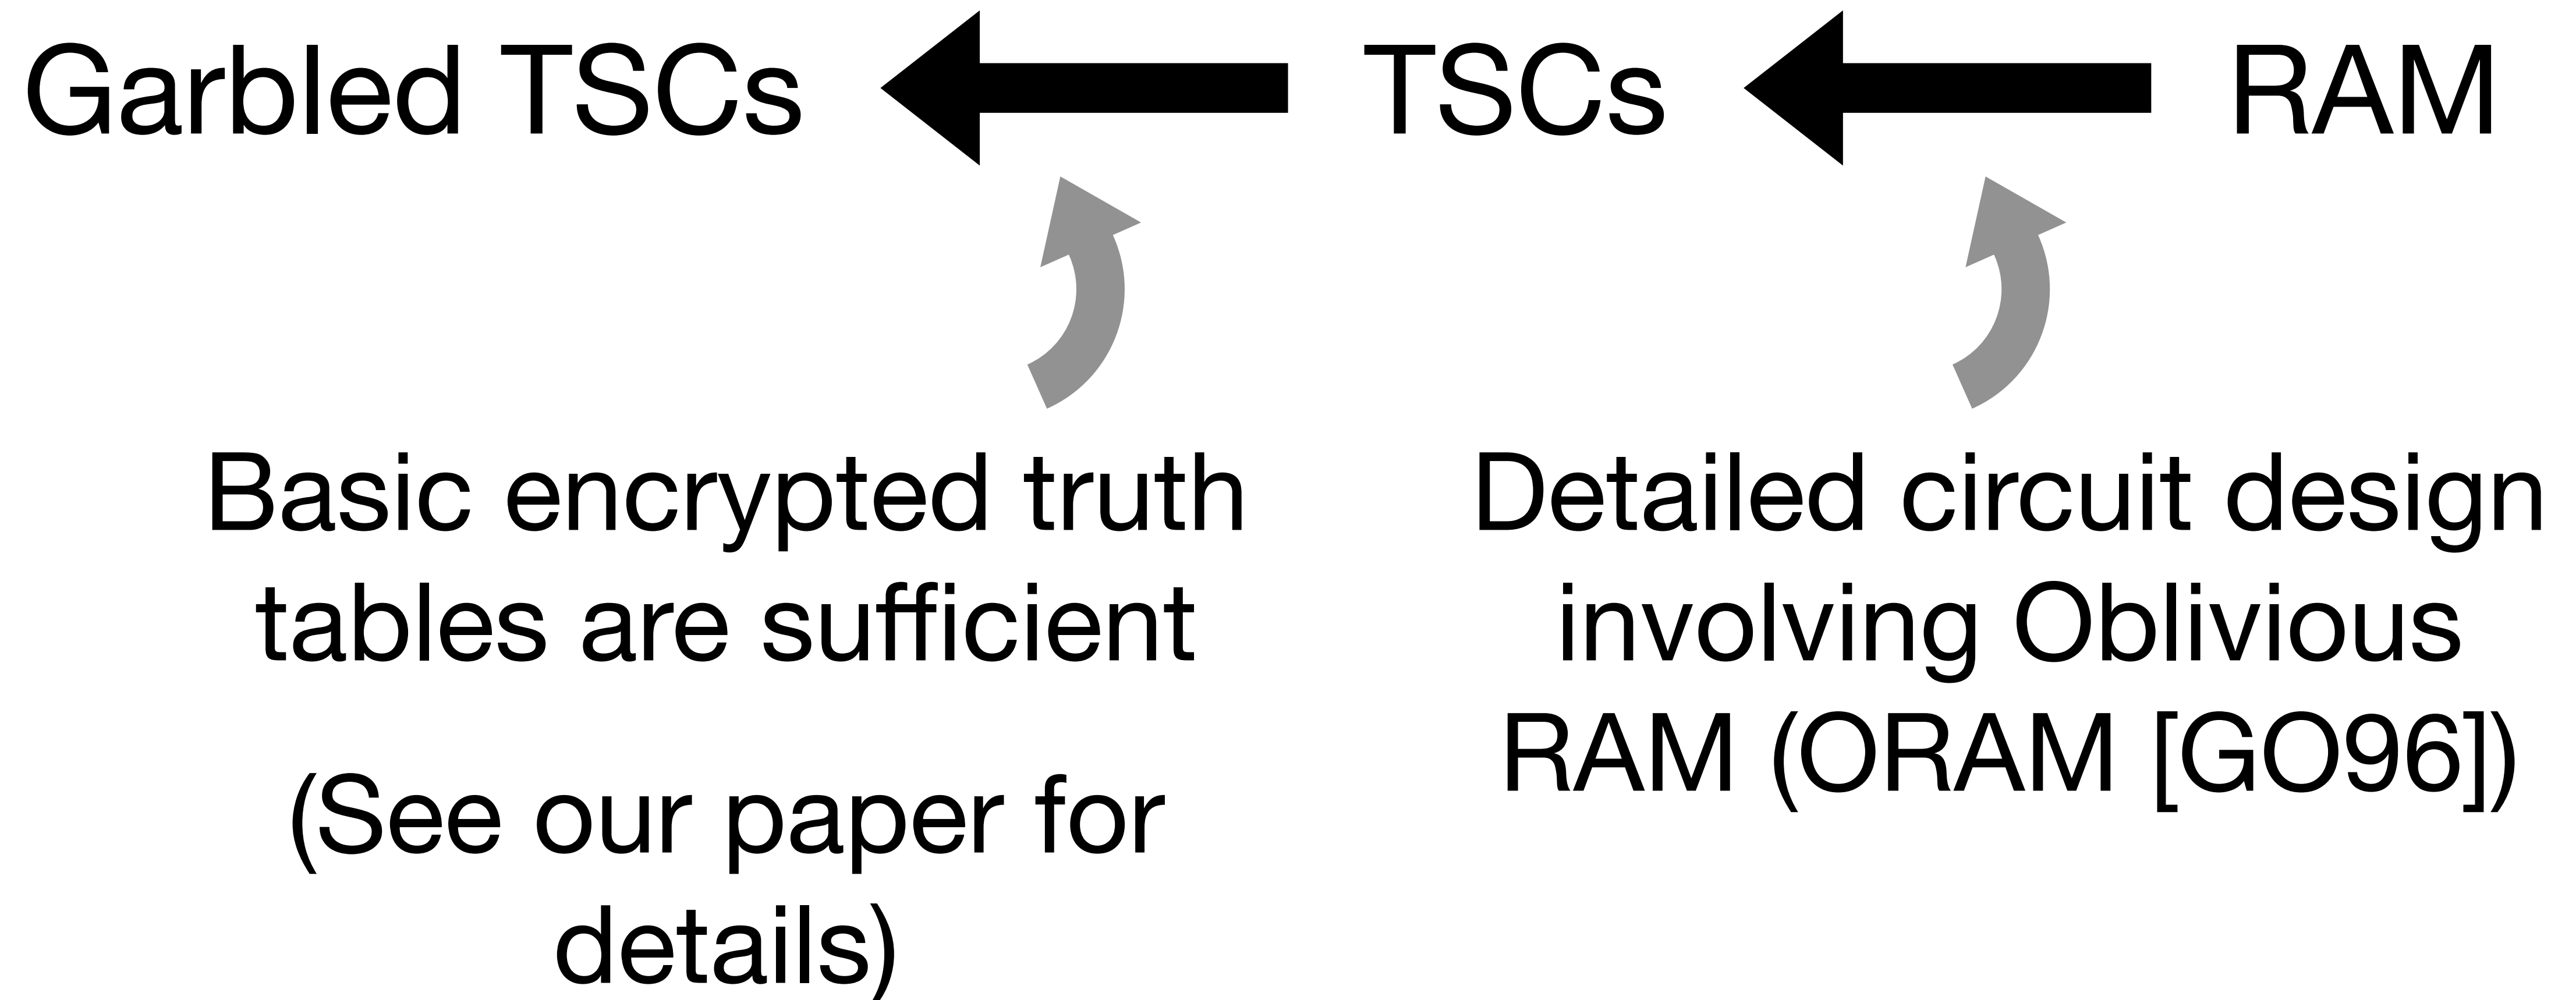 Garbled TSCs TSCs RAM
Basic encrypted truth
tables are sufficient
(See our paper for
details)
Detailed circuit design
involving Oblivious
RAM (ORAM [GO96])